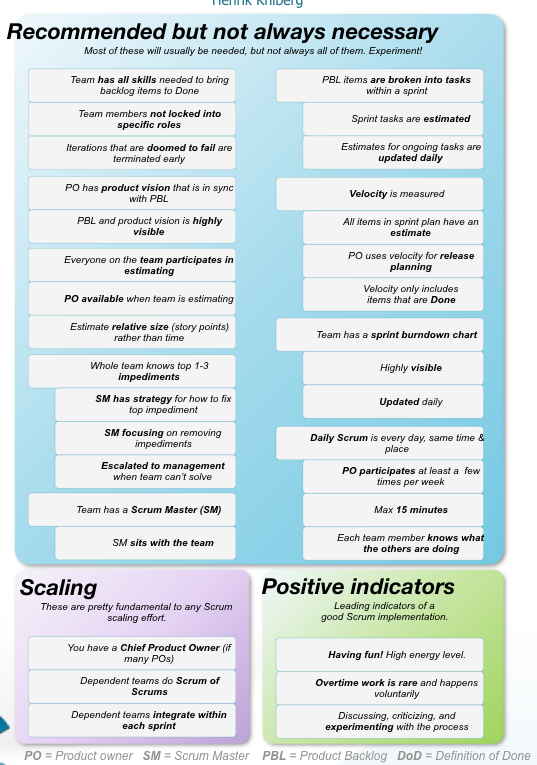 Henrik Kniberg
Recommended but not always necessary
Most of these will usually be needed, but not always all of them. Experiment!
Team has all skills needed to bring
backlog items to Done
Team members not locked into
specific roles
Iterations that are doomed to fail are
terminated early
PO has product vision that is in sync
with PBL
PBL and product vision is highly
visible
Everyone on the team participates in
estimating
PO available when team is estimating
Estimate relative size (story points)
rather than time
Whole team knows top 1-3
impediments
SM has strategy for how to fix
top impediment
SM focusing on removing
impediments
Escalated to management
when team can't solve
Team has a Scrum Master (SM)
SM sits with the team
PBL items are broken into tasks
within a sprint
Sprint tasks are estimated
Estimates for ongoing tasks are
updated daily
Velocity is measured
All items in sprint plan have an
estimate
PO uses velocity for release
planning
Velocity only includes
items that are Done
Team has a sprint burndown chart
Highly visible
Updated daily
Daily Scrum is every day, same time &
place
PO participates at least a few
times per week
Max 15 minutes
Each team member knows what
the others are doing
Scaling
These are pretty fundamental to any Scrum
scaling effort.
You have a Chief Product Owner (if
many POs)
Dependent teams do Scrum of
Scrums
Dependent teams integrate within
each sprint
Positive indicators
Leading indicators of a
good Scrum implementation.
Having fun! High energy level.
Overtime work is rare and happens
voluntarily
Discussing, criticizing, and
experimenting with the process
PO = Product owner SM = Scrum Master PBL = Product Backlog DoD = Definition of Done